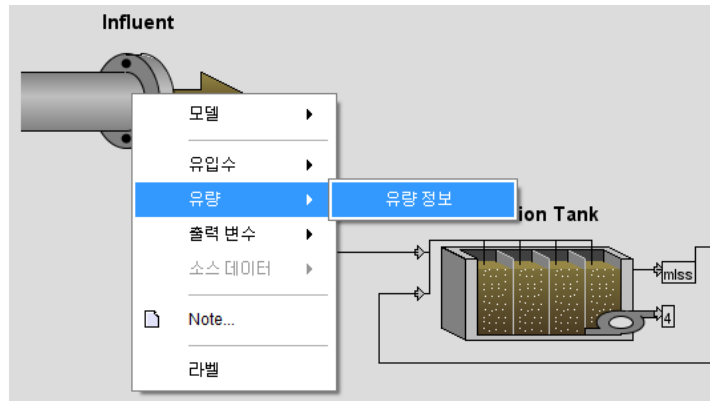 Influent
모델
유입수
유량
유량 정보
출력 변수
소스 데이터
Note...
라벨
ion Tank
mlss
4